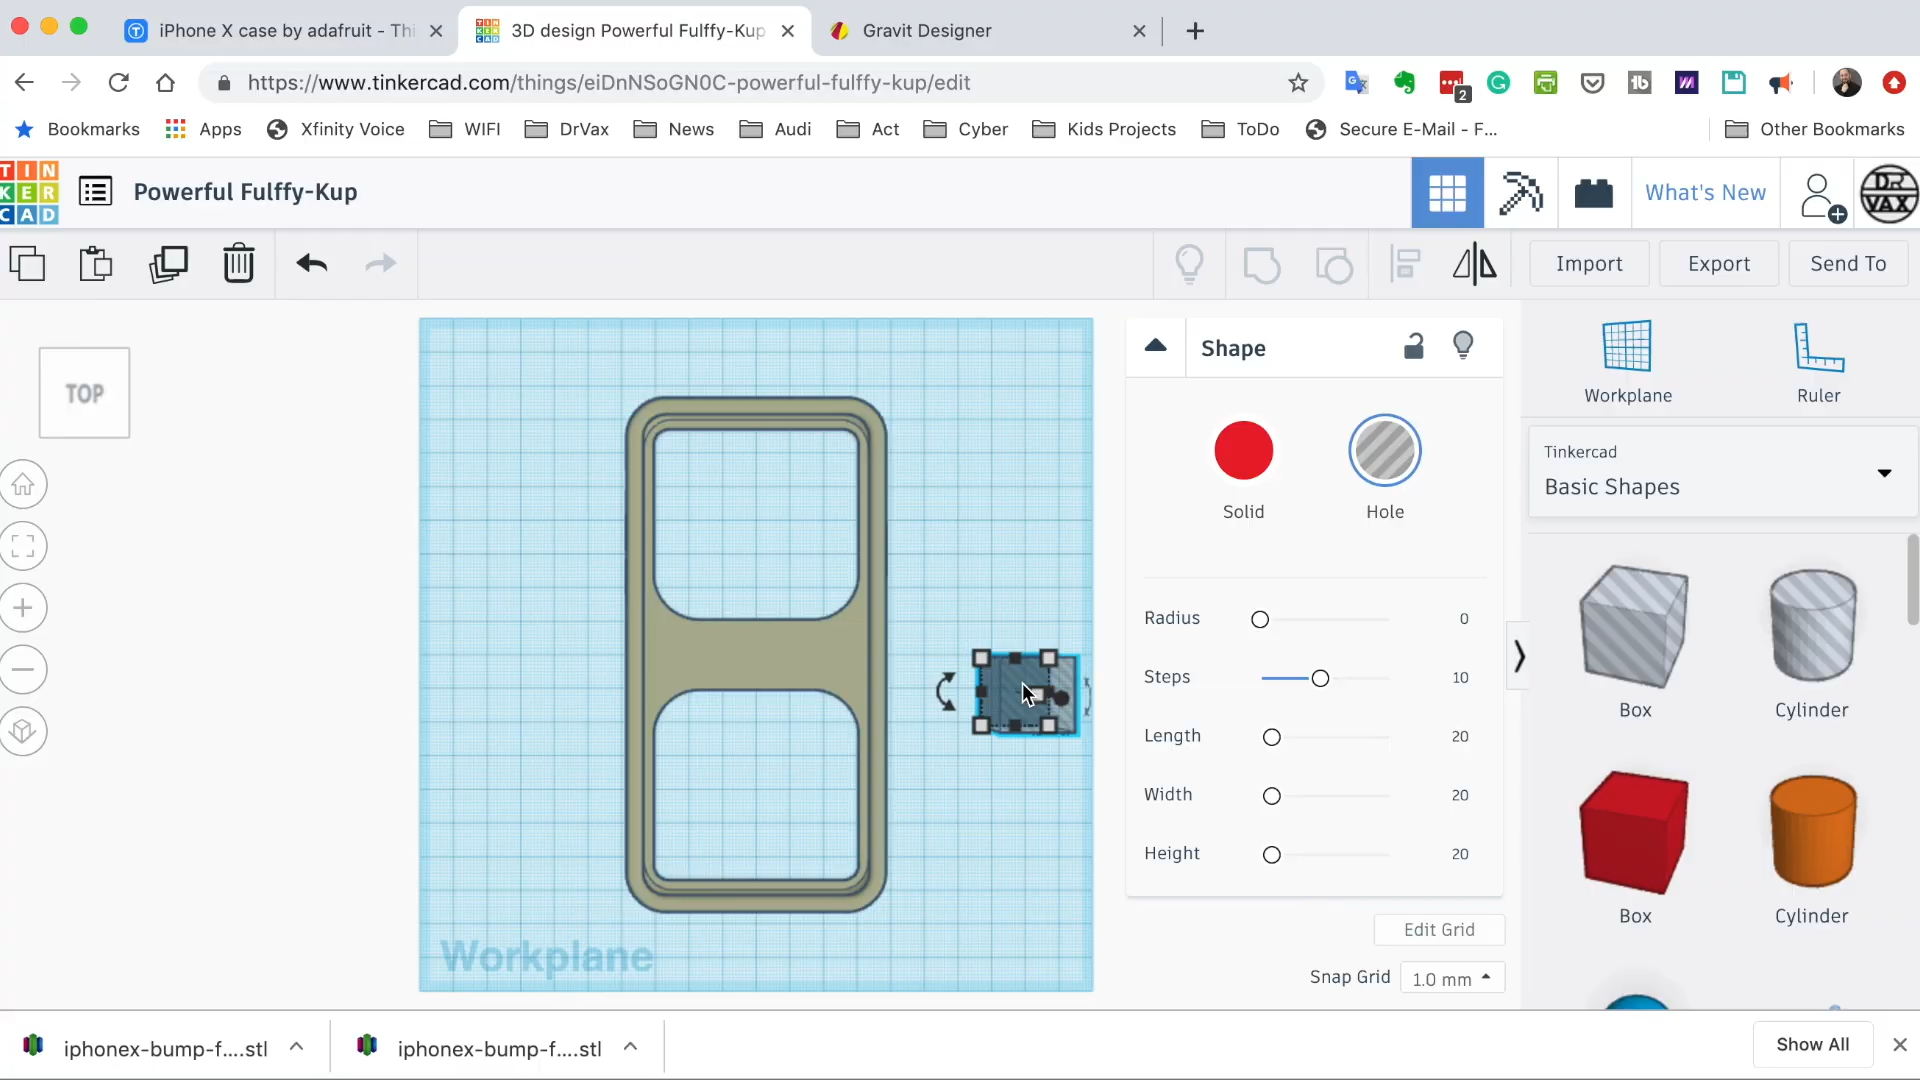 iPhone X case by adafruit - Thi
3D design Powerful Fulffy-Kup
Gravit Designer
https://www.tinkercad.com/things/eiDnNSoGN0C-powerful-fulffy-kup/edit
2
Bookmarks
Apps
Xfinity Voice
WIFI
DrVax
News
Audi
Act
Cyber
Kids Projects
ToDo
Secure E-Mail - F...
Other Bookmarks
TIN
KER
CAD
Powerful Fulffy-Kup
What's New
DR
VAX
Import
Export
Send To
TOP
Shape
Solid
Hole
Radius 0
Steps 10
Length 20
Width 20
Height 20
Edit Grid
Snap Grid 1.0 mm
Workplane
Workplane
Ruler
Tinkercad
Basic Shapes
Box
Cylinder
Box
Cylinder
iphonex-bump-f....stl
iphonex-bump-f....stl
Show All